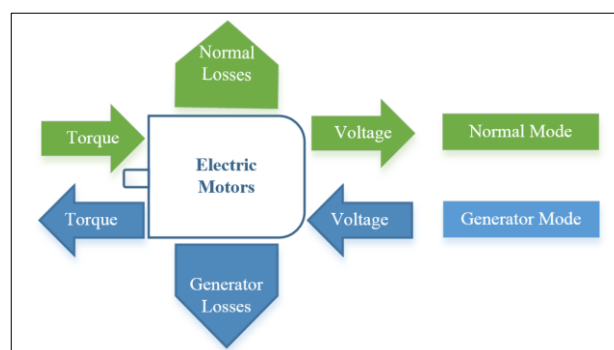 Normal
Losses
Torque
Voltage
Normal Mode
Electric
Motors
Torque
Voltage
Generator Mode
Generator
Losses